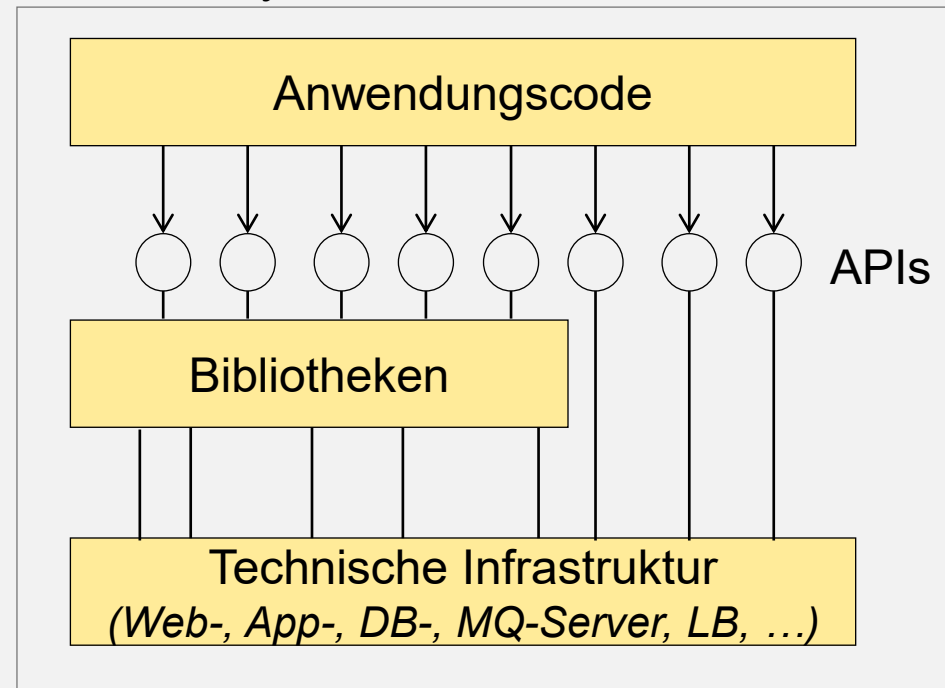 Anwendungscode
APIs
Bibliotheken
Technische Infrastruktur
(Web-, App-, DB-, MQ-Server, LB, …)